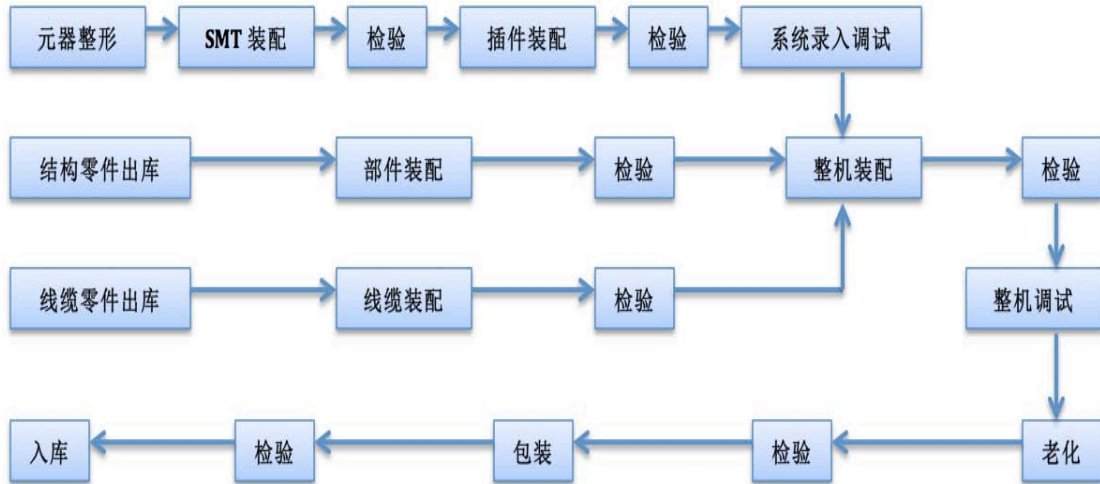 元器整形
SMT 装配
检验
插件装配
检验
系统录入调试
结构零件出库
部件装配
检验
整机装配
检验
线缆零件出库
线缆装配
检验
整机调试
入库
检验
包装
检验
老化